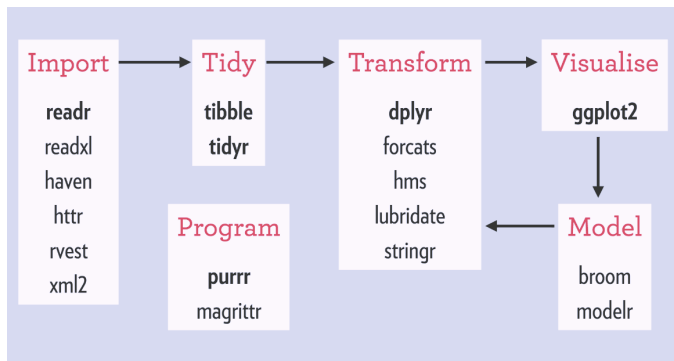 Import
readr
readxl
haven
httr
rvest
xml2
Tidy
tibble
tidyr
Program
purrr
magrittr
Transform
dplyr
forcats
hms
lubridate
stringr
Visualise
ggplot2
Model
broom
modelr